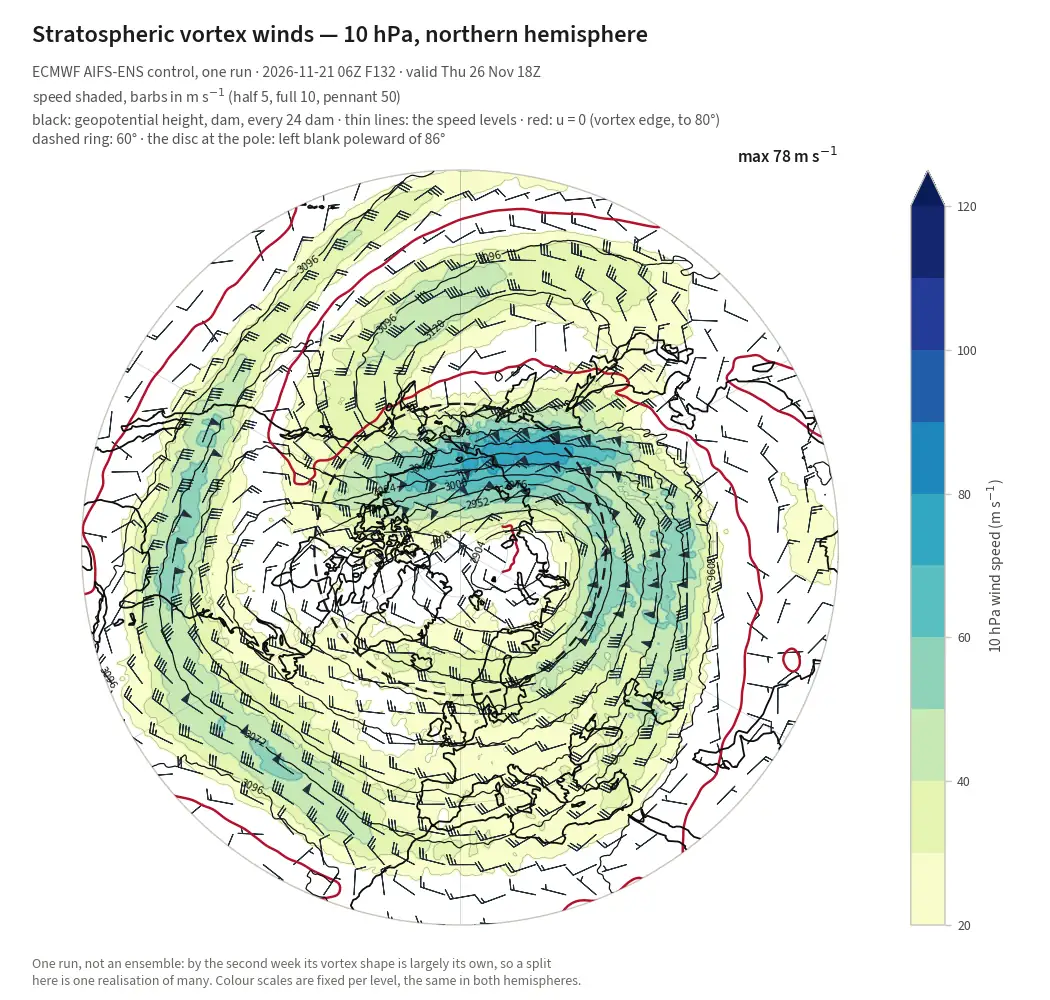 Stratospheric vortex winds — 10 hPa, northern hemisphere
ECMWF AIFS-ENS control, one run · 2026-11-21 06Z F132 · valid Thu 26 Nov 18Z
speed shaded, barbs in m s⁻¹ (half 5, full 10, pennant 50)
black: geopotential height, dam, every 24 dam · thin lines: the speed levels · red: u = 0 (vortex edge, to 80°)
dashed ring: 60° · the disc at the pole: left blank poleward of 86°
max 78 m s⁻¹
120
100
80
60
40
20
10 hPa wind speed (m s⁻¹)
3096
3096
3096
2952
3096
3096
3072
3096
One run, not an ensemble: by the second week its vortex shape is largely its own, so a split
here is one realisation of many. Colour scales are fixed per level, the same in both hemispheres.